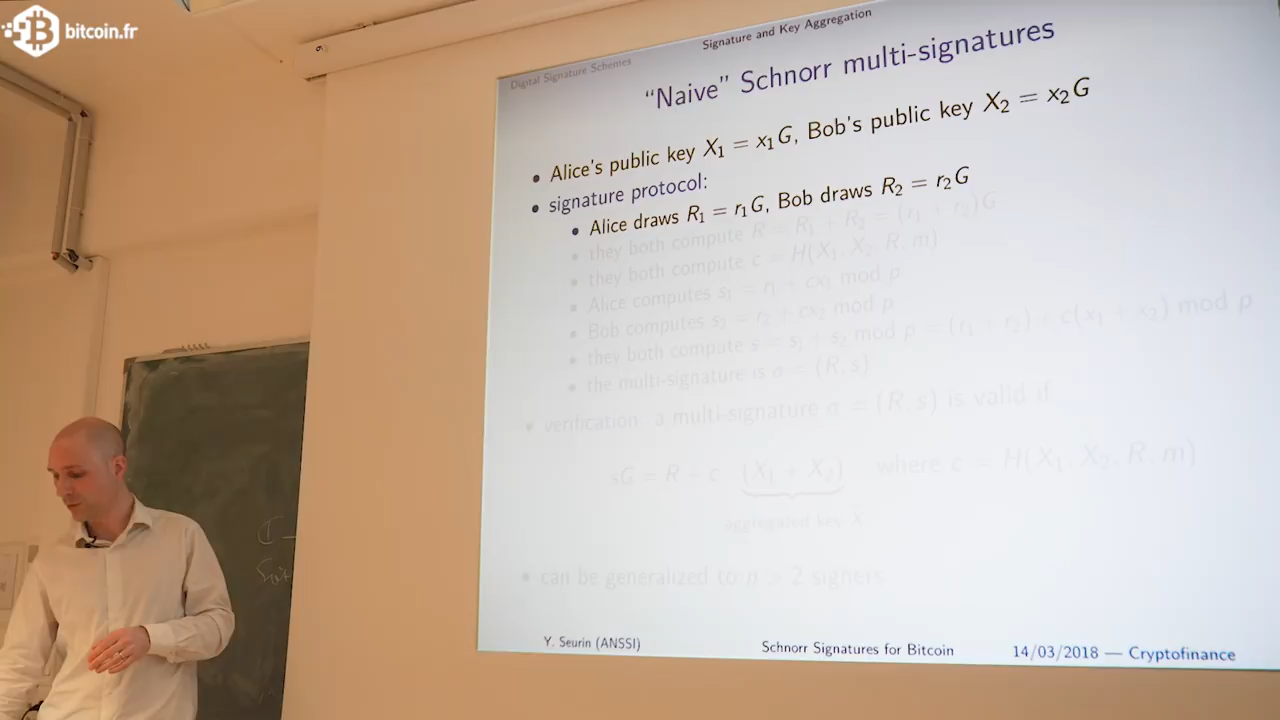 bitcoin.fr
Digital Signature Schemes
Signature and Key Aggregation
“Naive” Schnorr multi-signatures
• Alice's public key X₁ = x₁G, Bob's public key X₂ = x₂G
• signature protocol:
• Alice draws R₁ = r₁G, Bob draws R₂ = r₂G
• they both compute R = R₁ + R₂ = (r₁ + r₂)G
• they both compute c = H(X₁, X₂, R, m)
• Alice computes s₁ = r₁ + cx₁ mod p
• Bob computes s₂ = r₂ + cx₂ mod p
• they both compute s = s₁ + s₂ mod p = (r₁ + r₂) + c(x₁ + x₂) mod p
• the multi-signature is σ = (R, s)
• verification: a multi-signature σ = (R, s) is valid if
sG = R + c (X₁ + X₂) where c = H(X₁, X₂, R, m)
aggregated key X
• can be generalized to n > 2 signers
Y. Seurin (ANSSI)
Schnorr Signatures for Bitcoin
14/03/2018 — Cryptofinance